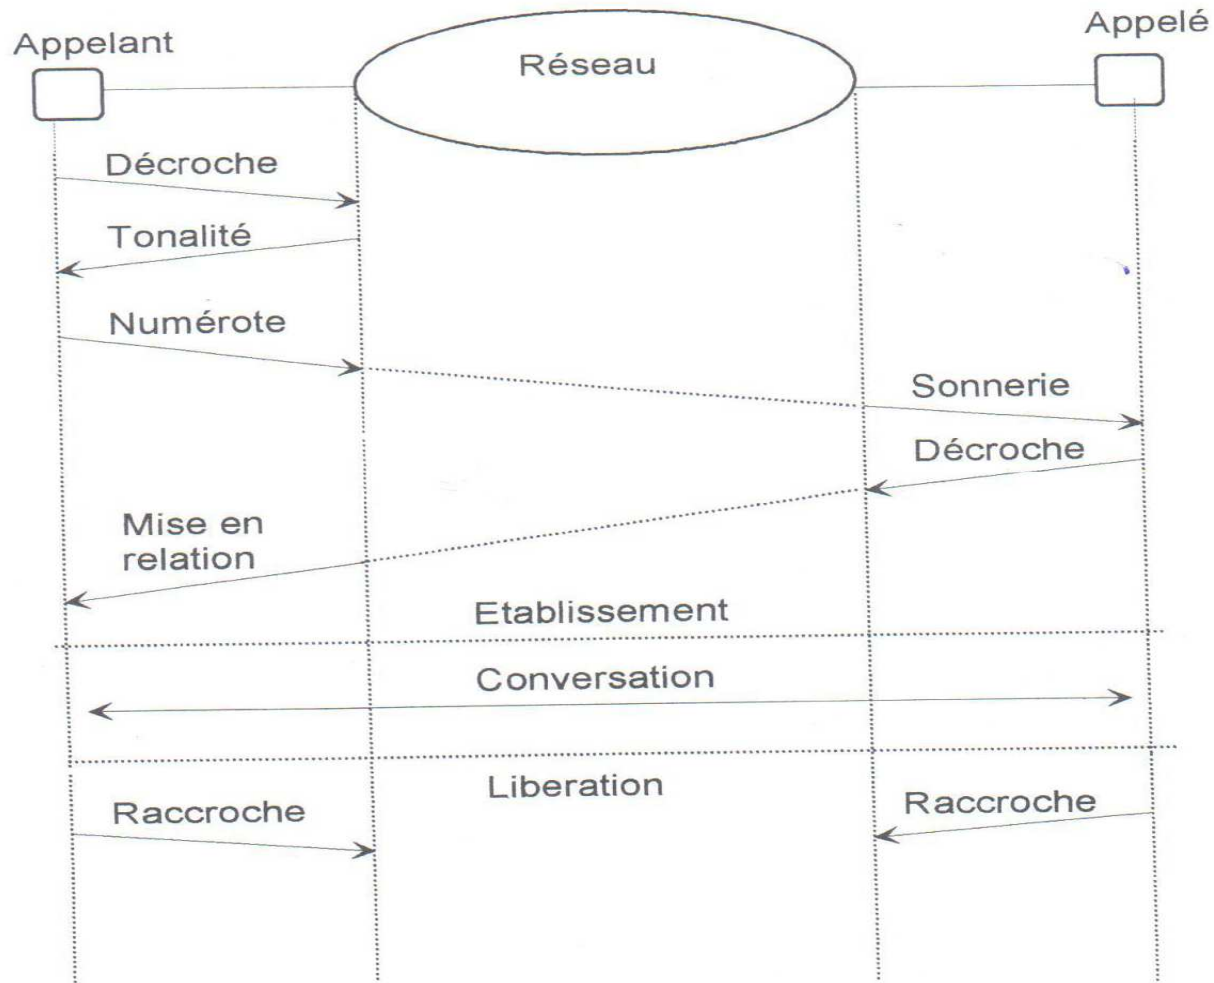 Appelant
Réseau
Appelé
Décroche
Tonalité
Numérote
Sonnerie
Décroche
Mise en
relation
Etablissement
Conversation
Liberation
Raccroche
Raccroche